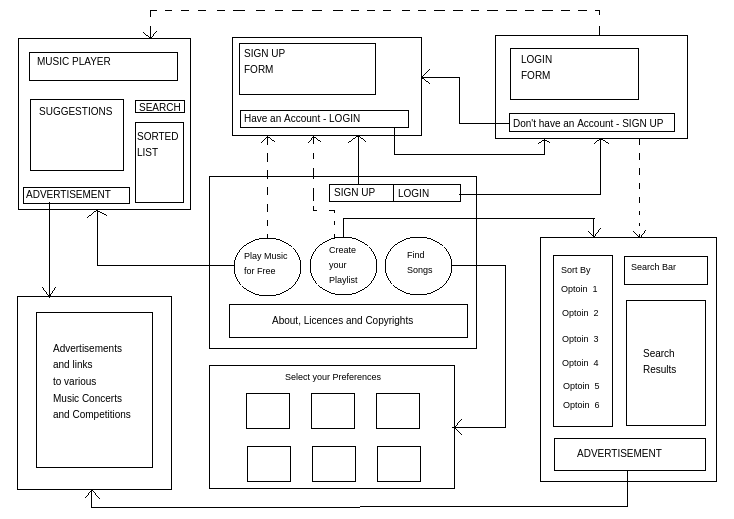 MUSIC PLAYER
SUGGESTIONS
SEARCH
SORTED
LIST
ADVERTISEMENT
SIGN UP
FORM
Have an Account - LOGIN
LOGIN
FORM
Don't have an Account - SIGN UP
SIGN UP
LOGIN
Play Music
for Free
Create
your
Playlist
Find
Songs
About, Licences and Copyrights
Sort By
Optoin 1
Optoin 2
Optoin 3
Optoin 4
Optoin 5
Optoin 6
Search Bar
Search
Results
ADVERTISEMENT
Advertisements
and links
to various
Music Concerts
and Competitions
Select your Preferences